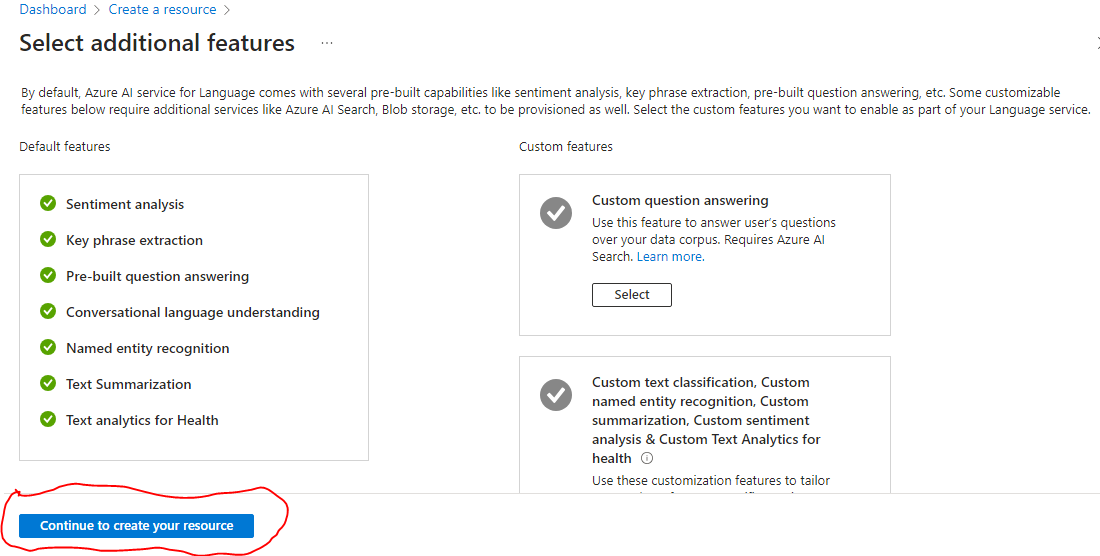 Dashboard > Create a resource >
Select additional features ...
By default, Azure AI service for Language comes with several pre-built capabilities like sentiment analysis, key phrase extraction, pre-built question answering, etc. Some customizable
features below require additional services like Azure AI Search, Blob storage, etc. to be provisioned as well. Select the custom features you want to enable as part of your Language service.
Default features
Sentiment analysis
Key phrase extraction
Pre-built question answering
Conversational language understanding
Named entity recognition
Text Summarization
Text analytics for Health
Custom features
Custom question answering
Use this feature to answer user's questions
over your data corpus. Requires Azure AI
Search. Learn more.
Select
Custom text classification, Custom
named entity recognition, Custom
summarization, Custom sentiment
analysis & Custom Text Analytics for
health
Use these customization features to tailor
Continue to create your resource